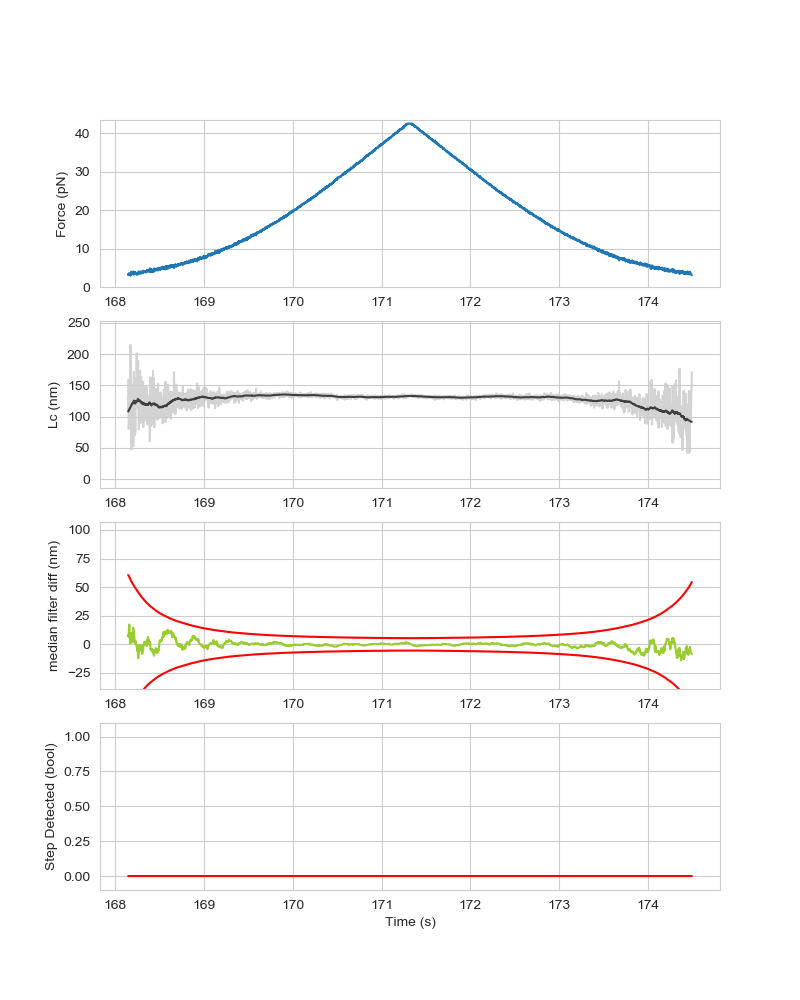 Force (pN)
40
30
20
10
0
168 169 170 171 172 173 174
Lc (nm)
250
200
150
100
50
0
168 169 170 171 172 173 174
median filter diff (nm)
100
75
50
25
0
−25
168 169 170 171 172 173 174
Step Detected (bool)
1.00
0.75
0.50
0.25
0.00
168 169 170 171 172 173 174
Time (s)